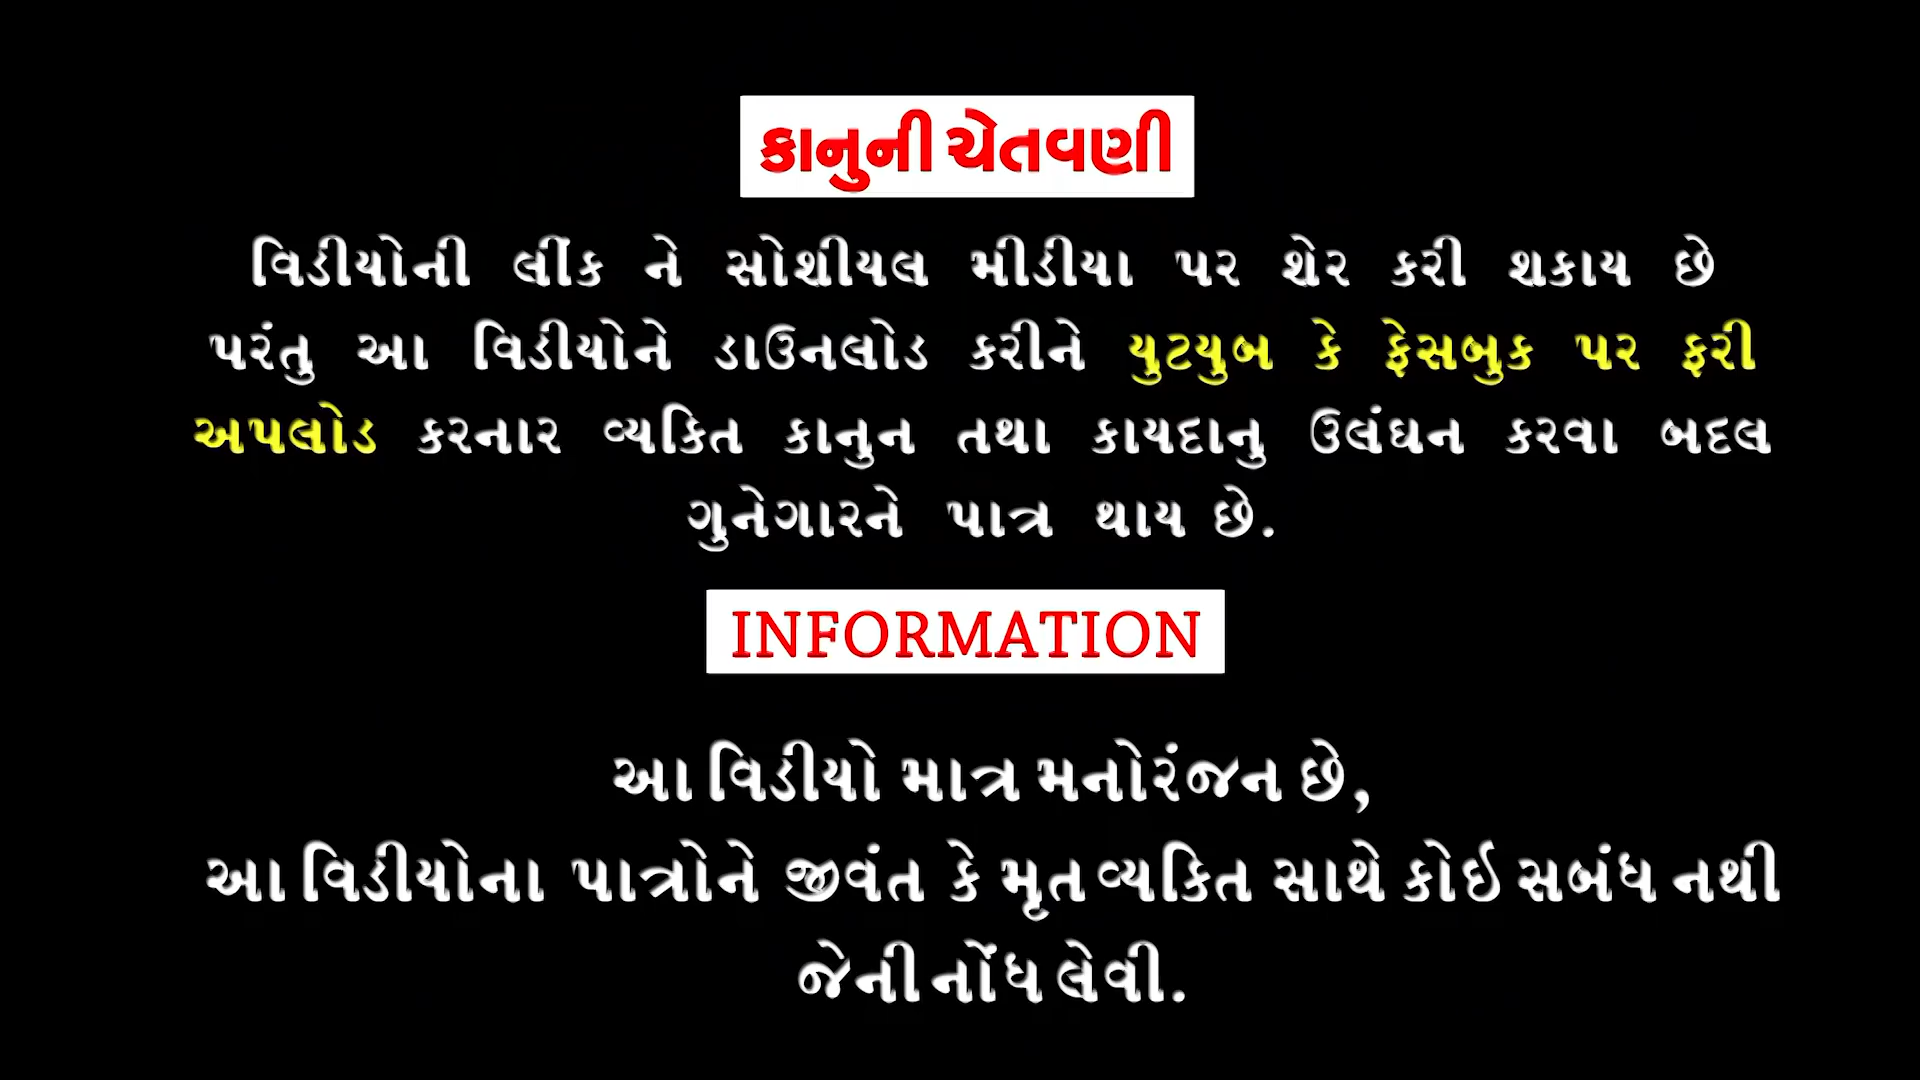 કાનુની ચેતવણી
વિડીયોની લીંક ને સોશીયલ મીડીયા પર શેર કરી શકાય છે
પરંતુ આ વિડીયોને ડાઉનલોડ કરીને યુટયુબ કે ફેસબુક પર ફરી
અપલોડ કરનાર વ્યકિત કાનુન તથા કાયદાનુ ઉલંઘન કરવા બદલ
ગુનેગારને પાત્ર થાય છે.
INFORMATION
આ વિડીયો માત્ર મનોરંજન છે,
આ વિડીયોના પાત્રોને જીવંત કે મૃત વ્યકિત સાથે કોઇ સબંધ નથી
જેની નોંધ લેવી.